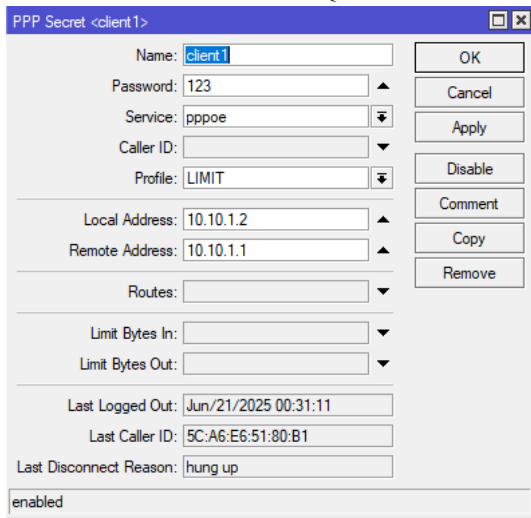 PPP Secret <client1>
Name: client1
OK
Password: 123
Cancel
Service: pppoe
Apply
Caller ID:
Profile: LIMIT
Disable
Comment
Local Address: 10.10.1.2
Copy
Remote Address: 10.10.1.1
Remove
Routes:
Limit Bytes In:
Limit Bytes Out:
Last Logged Out: Jun/21/2025 00:31:11
Last Caller ID: 5C:A6:E6:51:80:B1
Last Disconnect Reason: hung up
enabled